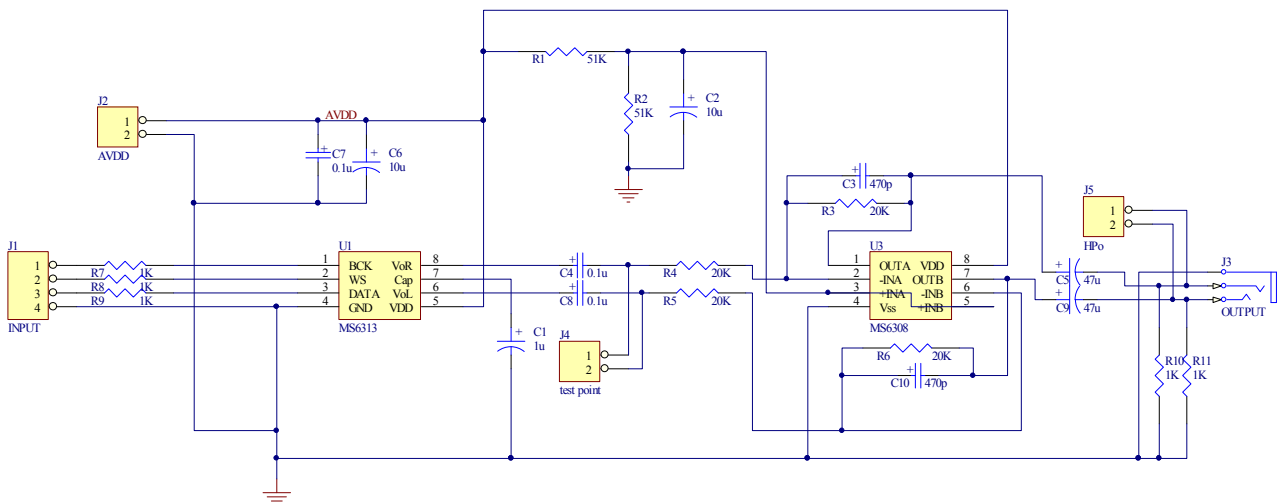 R1 51K
R2
51K
C2
10u
J2
1
2
AVDD
AVDD
C7
0.1u
C6
10u
C3 470p
R3 20K
J5
1
2
HPo
J1
1
2
3
4
INPUT
R7 1K
R8 1K
R9 1K
U1
1 BCK VoR 8
2 WS Cap 7
3 DATA VoL 6
4 GND VDD 5
MS6313
C4 0.1u
C8 0.1u
R4 20K
R5 20K
U3
1 OUTA VDD 8
2 -INA OUTB 7
3 +INA -INB 6
4 Vss +INB 5
MS6308
C5 47u
C9 47u
J3
OUTPUT
C1
1u
J4
1
2
test point
R6 20K
C10 470p
R10
1K
R11
1K